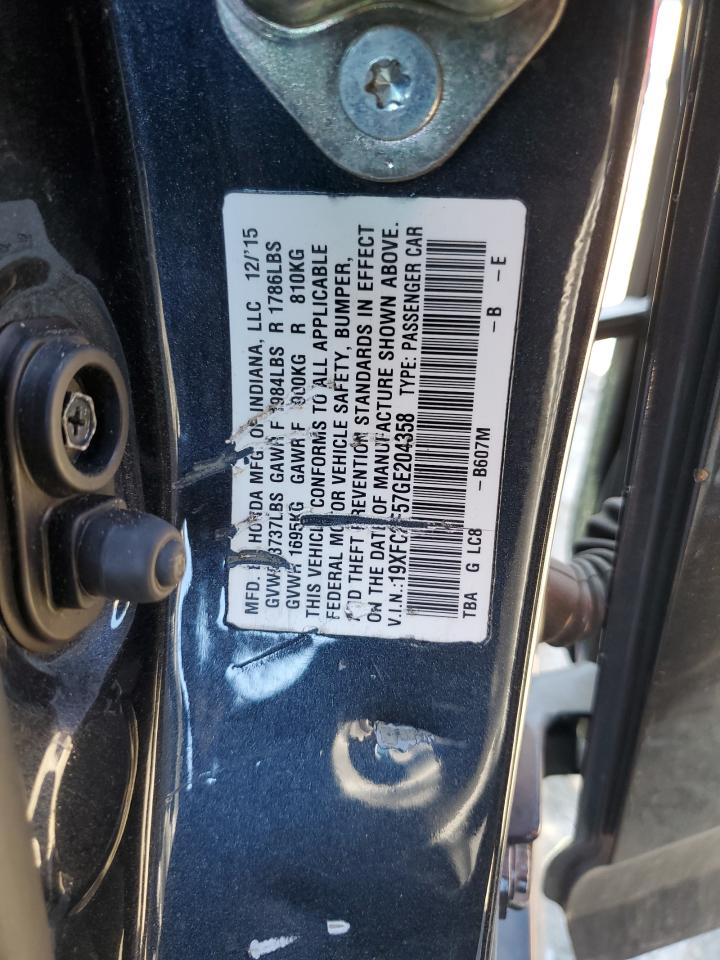 MFD. BY HONDA MFG. OF INDIANA, LLC 12/'15
GVWR 3737LBS GAWR F 1984LBS R 1786LBS
GVWR 1695KG GAWR F 900KG R 810KG
THIS VEHICLE CONFORMS TO ALL APPLICABLE
FEDERAL MOTOR VEHICLE SAFETY, BUMPER,
AND THEFT PREVENTION STANDARDS IN EFFECT
ON THE DATE OF MANUFACTURE SHOWN ABOVE.
V.I.N.:19XFC2F57GE204358 TYPE: PASSENGER CAR
TBA G LC8 -B607M -B -E